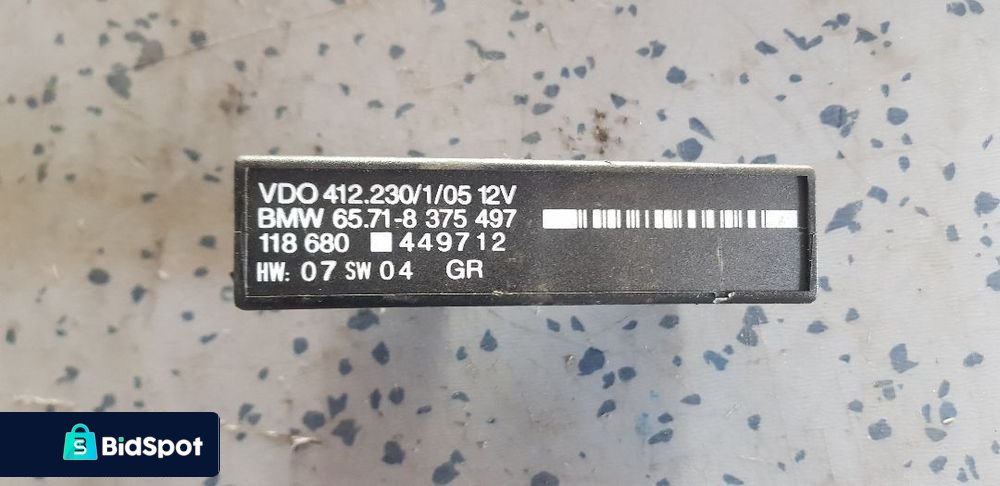 VDO 412.230/1/05 12V
BMW 65.71-8 375 497
118 680 449712
HW: 07 SW 04 GR
S
BidSpot